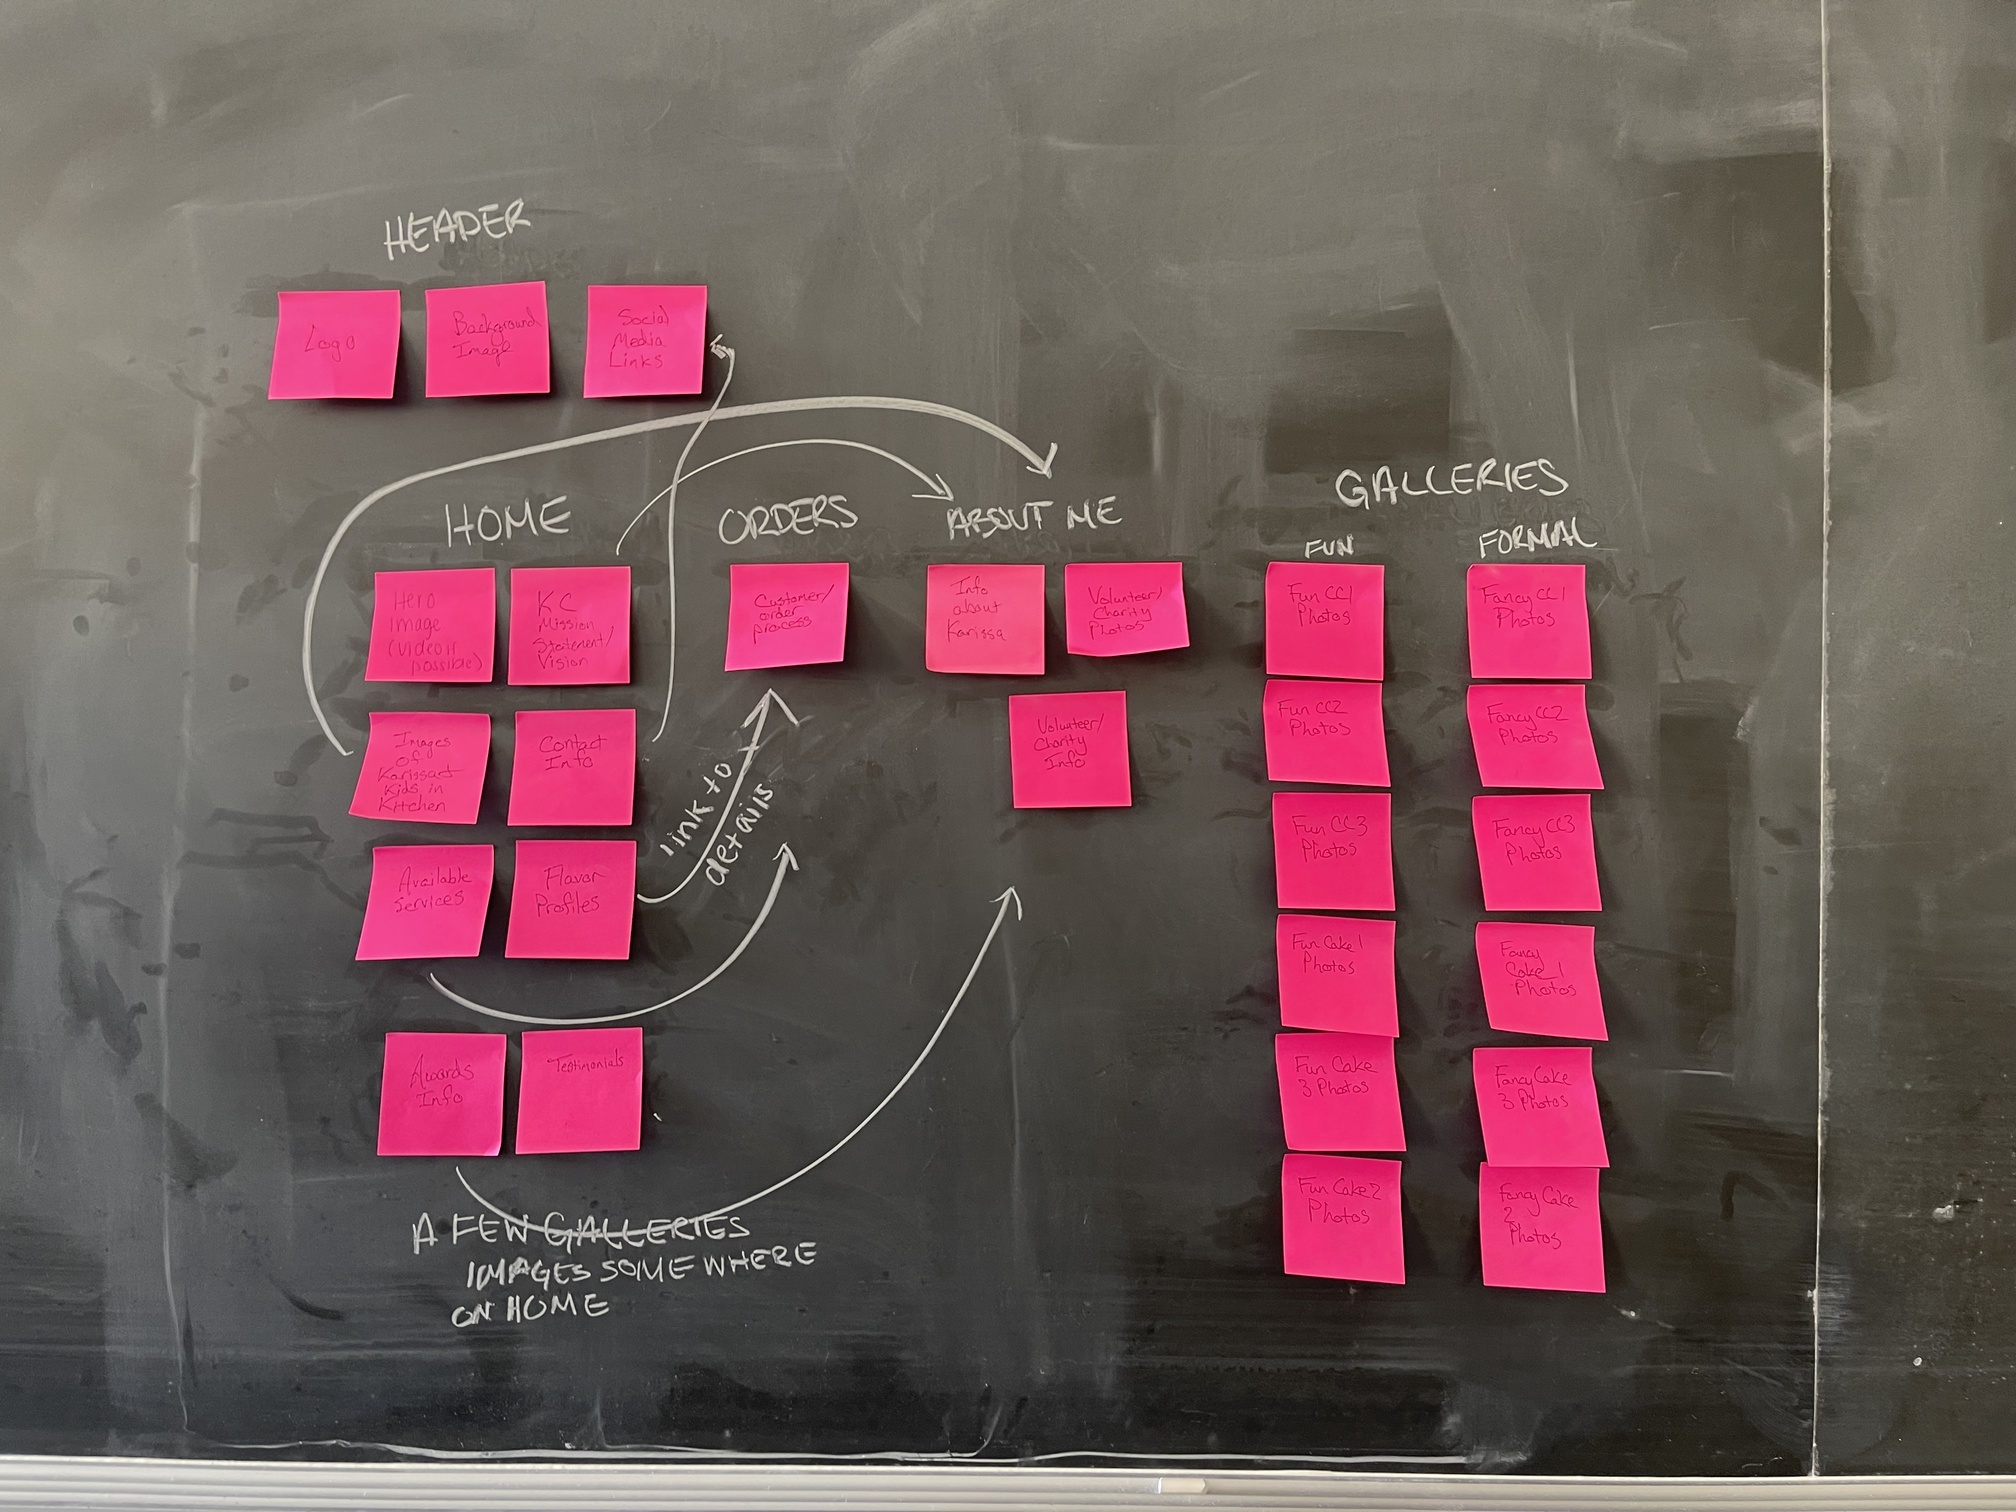 HEADER
Logo
Background
Image
Social
Media
Links
HOME
Hero
Image
(video if
possible)
KC
Mission
Statement/
Vision
Images
of
Karissa+
Kids in
Kitchen
Contact
Info
Available
Services
Flavor
Profiles
Awards
Info
Testimonials
A FEW GALLERIES
IMAGES SOMEWHERE
ON HOME
link to
details
ORDERS
Customer/
order
process
ABOUT ME
Info
about
Karissa
Volunteer/
Charity
Photos
Volunteer/
Charity
Info
GALLERIES
FUN
Fun CC1
Photos
Fun CC2
Photos
Fun CC3
Photos
Fun Cake 1
Photos
Fun Cake
3 Photos
Fun Cake 2
Photos
FORMAL
Fancy CC1
Photos
Fancy CC2
Photos
Fancy CC3
Photos
Fancy
Cake 1
Photos
Fancy Cake
3 Photos
Fancy Cake
2
Photos